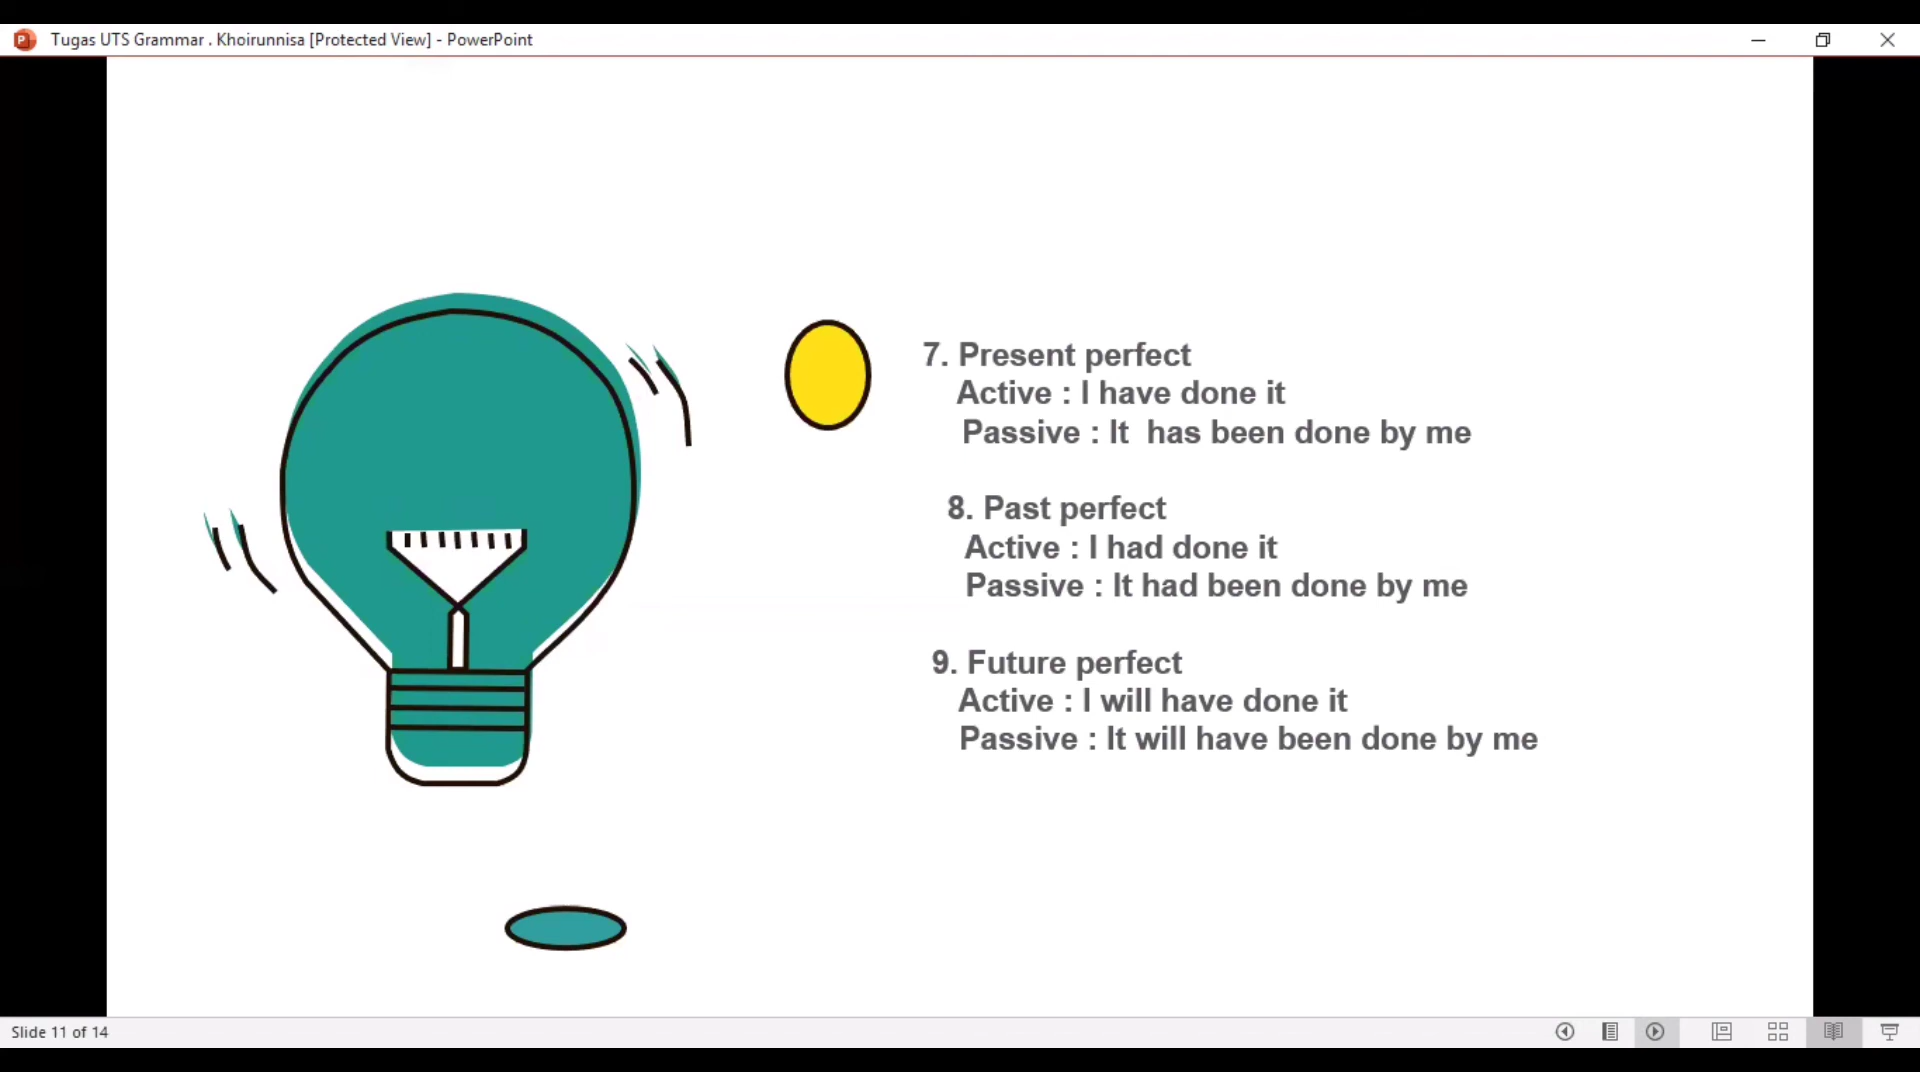 Tugas UTS Grammar . Khoirunnisa [Protected View] - PowerPoint
7. Present perfect
Active : I have done it
Passive : It  has been done by me
8. Past perfect
Active : I had done it
Passive : It had been done by me
9. Future perfect
Active : I will have done it
Passive : It will have been done by me
Slide 11 of 14